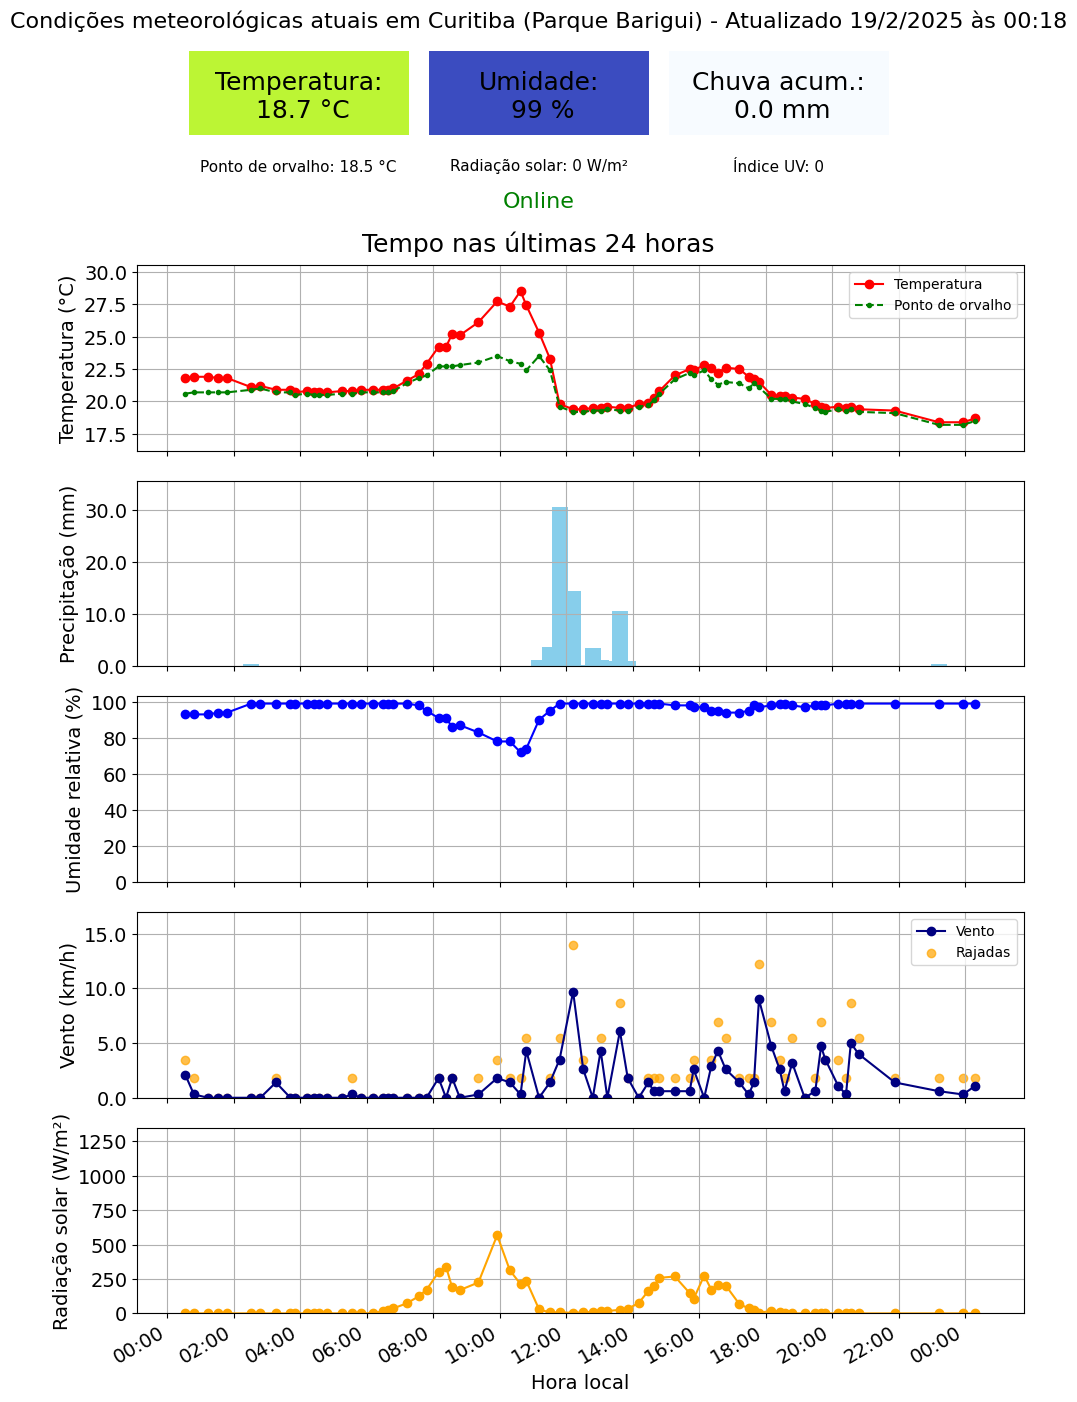 Condições meteorológicas atuais em Curitiba (Parque Barigui) - Atualizado 19/2/2025 às 00:18
Temperatura:
18.7 °C
Umidade:
99 %
Chuva acum.:
0.0 mm
Ponto de orvalho: 18.5 °C
Radiação solar: 0 W/m²
Índice UV: 0
Online
Tempo nas últimas 24 horas
Temperatura (°C)
30.0
27.5
25.0
22.5
20.0
17.5
Temperatura
Ponto de orvalho
Precipitação (mm)
30.0
20.0
10.0
0.0
Umidade relativa (%)
100
80
60
40
20
0
Vento (km/h)
15.0
10.0
5.0
0.0
Vento
Rajadas
Radiação solar (W/m²)
1250
1000
750
500
250
0
00:00
02:00
04:00
06:00
08:00
10:00
12:00
14:00
16:00
18:00
20:00
22:00
00:00
Hora local